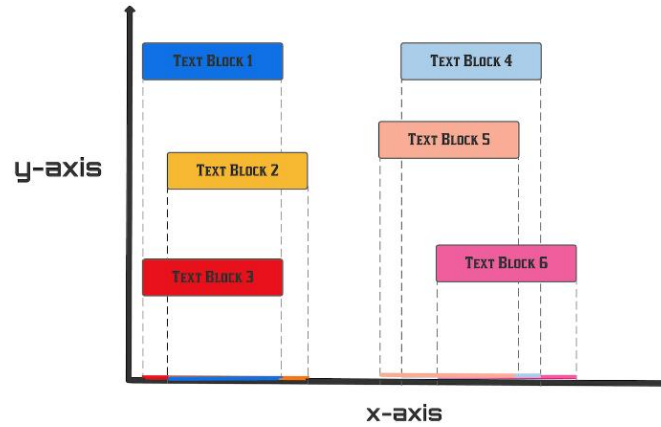 Text Block 1
Text Block 4
Text Block 5
Text Block 2
y-axis
Text Block 6
Text Block 3
x-axis